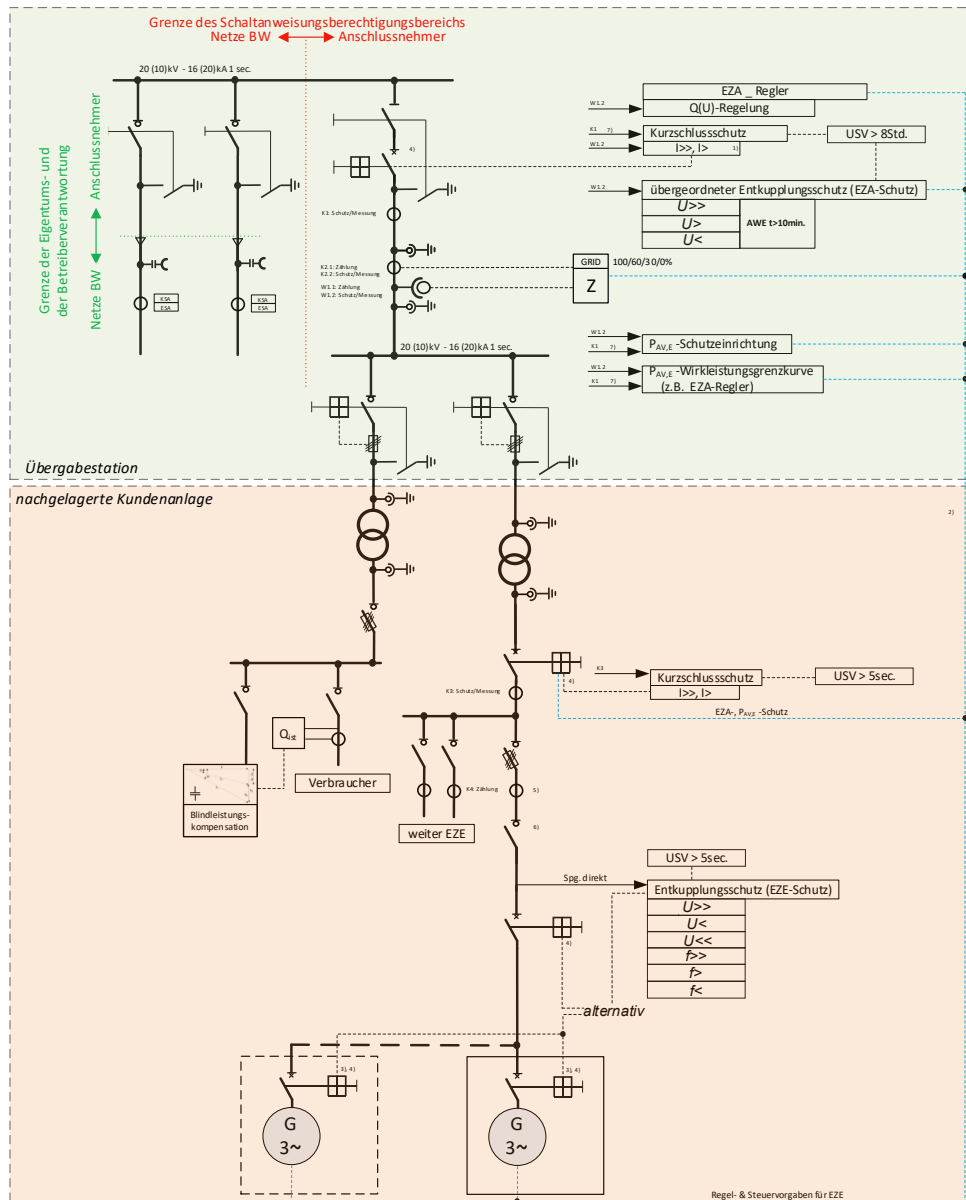 Grenze des Schaltanweisungsberechtigungsbereichs
Netze BW
Anschlussnehmer
20 (10)kV - 16 (20)kA 1 sec.
Grenze der Eigentums- und
der Betreiberverantwortung
Netze BW
Anschlussnehmer
KSA
ESA
KSA
ESA
4)
K1: Schutz/Messung
K2.1: Zählung
K2.2: Schutz/Messung
W1.1: Zählung
W1.2: Schutz/Messung
EZA _ Regler
W1.2
Q(U)-Regelung
K1 7)
W1.2
Kurzschlussschutz
I>>, I>
1)
USV > 8Std.
W1.2
übergeordneter Entkupplungsschutz (EZA-Schutz)
U>>
U>
U<
AWE t>10min.
GRID
Z
100/60/30/0%
20 (10)kV - 16 (20)kA 1 sec.
W1.2
K1 7)
PAV,E -Schutzeinrichtung
W1.2
K1 7)
PAV,E -Wirkleistungsgrenzkurve
(z.B. EZA-Regler)
Übergabestation
nachgelagerte Kundenanlage
2)
K3: Schutz/Messung
4)
K3
Kurzschlussschutz
I>>, I>
USV > 5sec.
EZA-, PAV,E -Schutz
Qist
Verbraucher
Blindleistungs-
kompensation
K4: Zählung
5)
weiter EZE
6)
USV > 5sec.
Spg. direkt
Entkupplungsschutz (EZE-Schutz)
U>>
U<
U<<
f>>
f>
f<
4)
alternativ
3), 4)
3), 4)
G
3~
G
3~
Regel- & Steuervorgaben für EZE